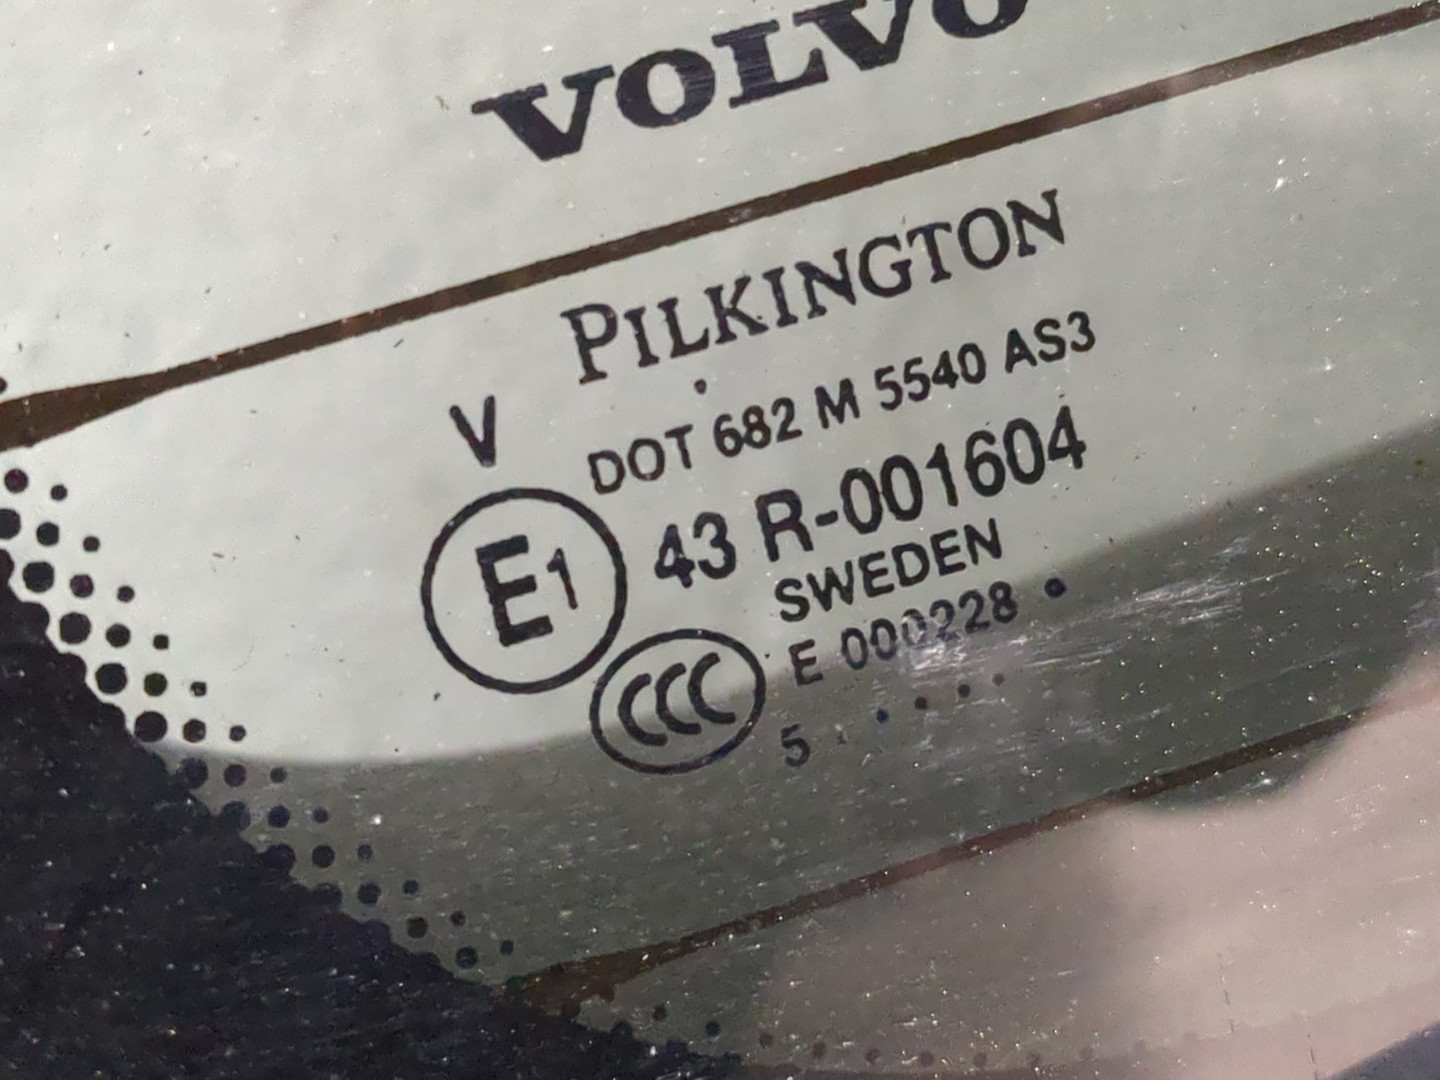 VOLVO
PILKINGTON
V
DOT 682 M 5540 AS3
E1
43 R-001604
SWEDEN
CCC
E 000228
5